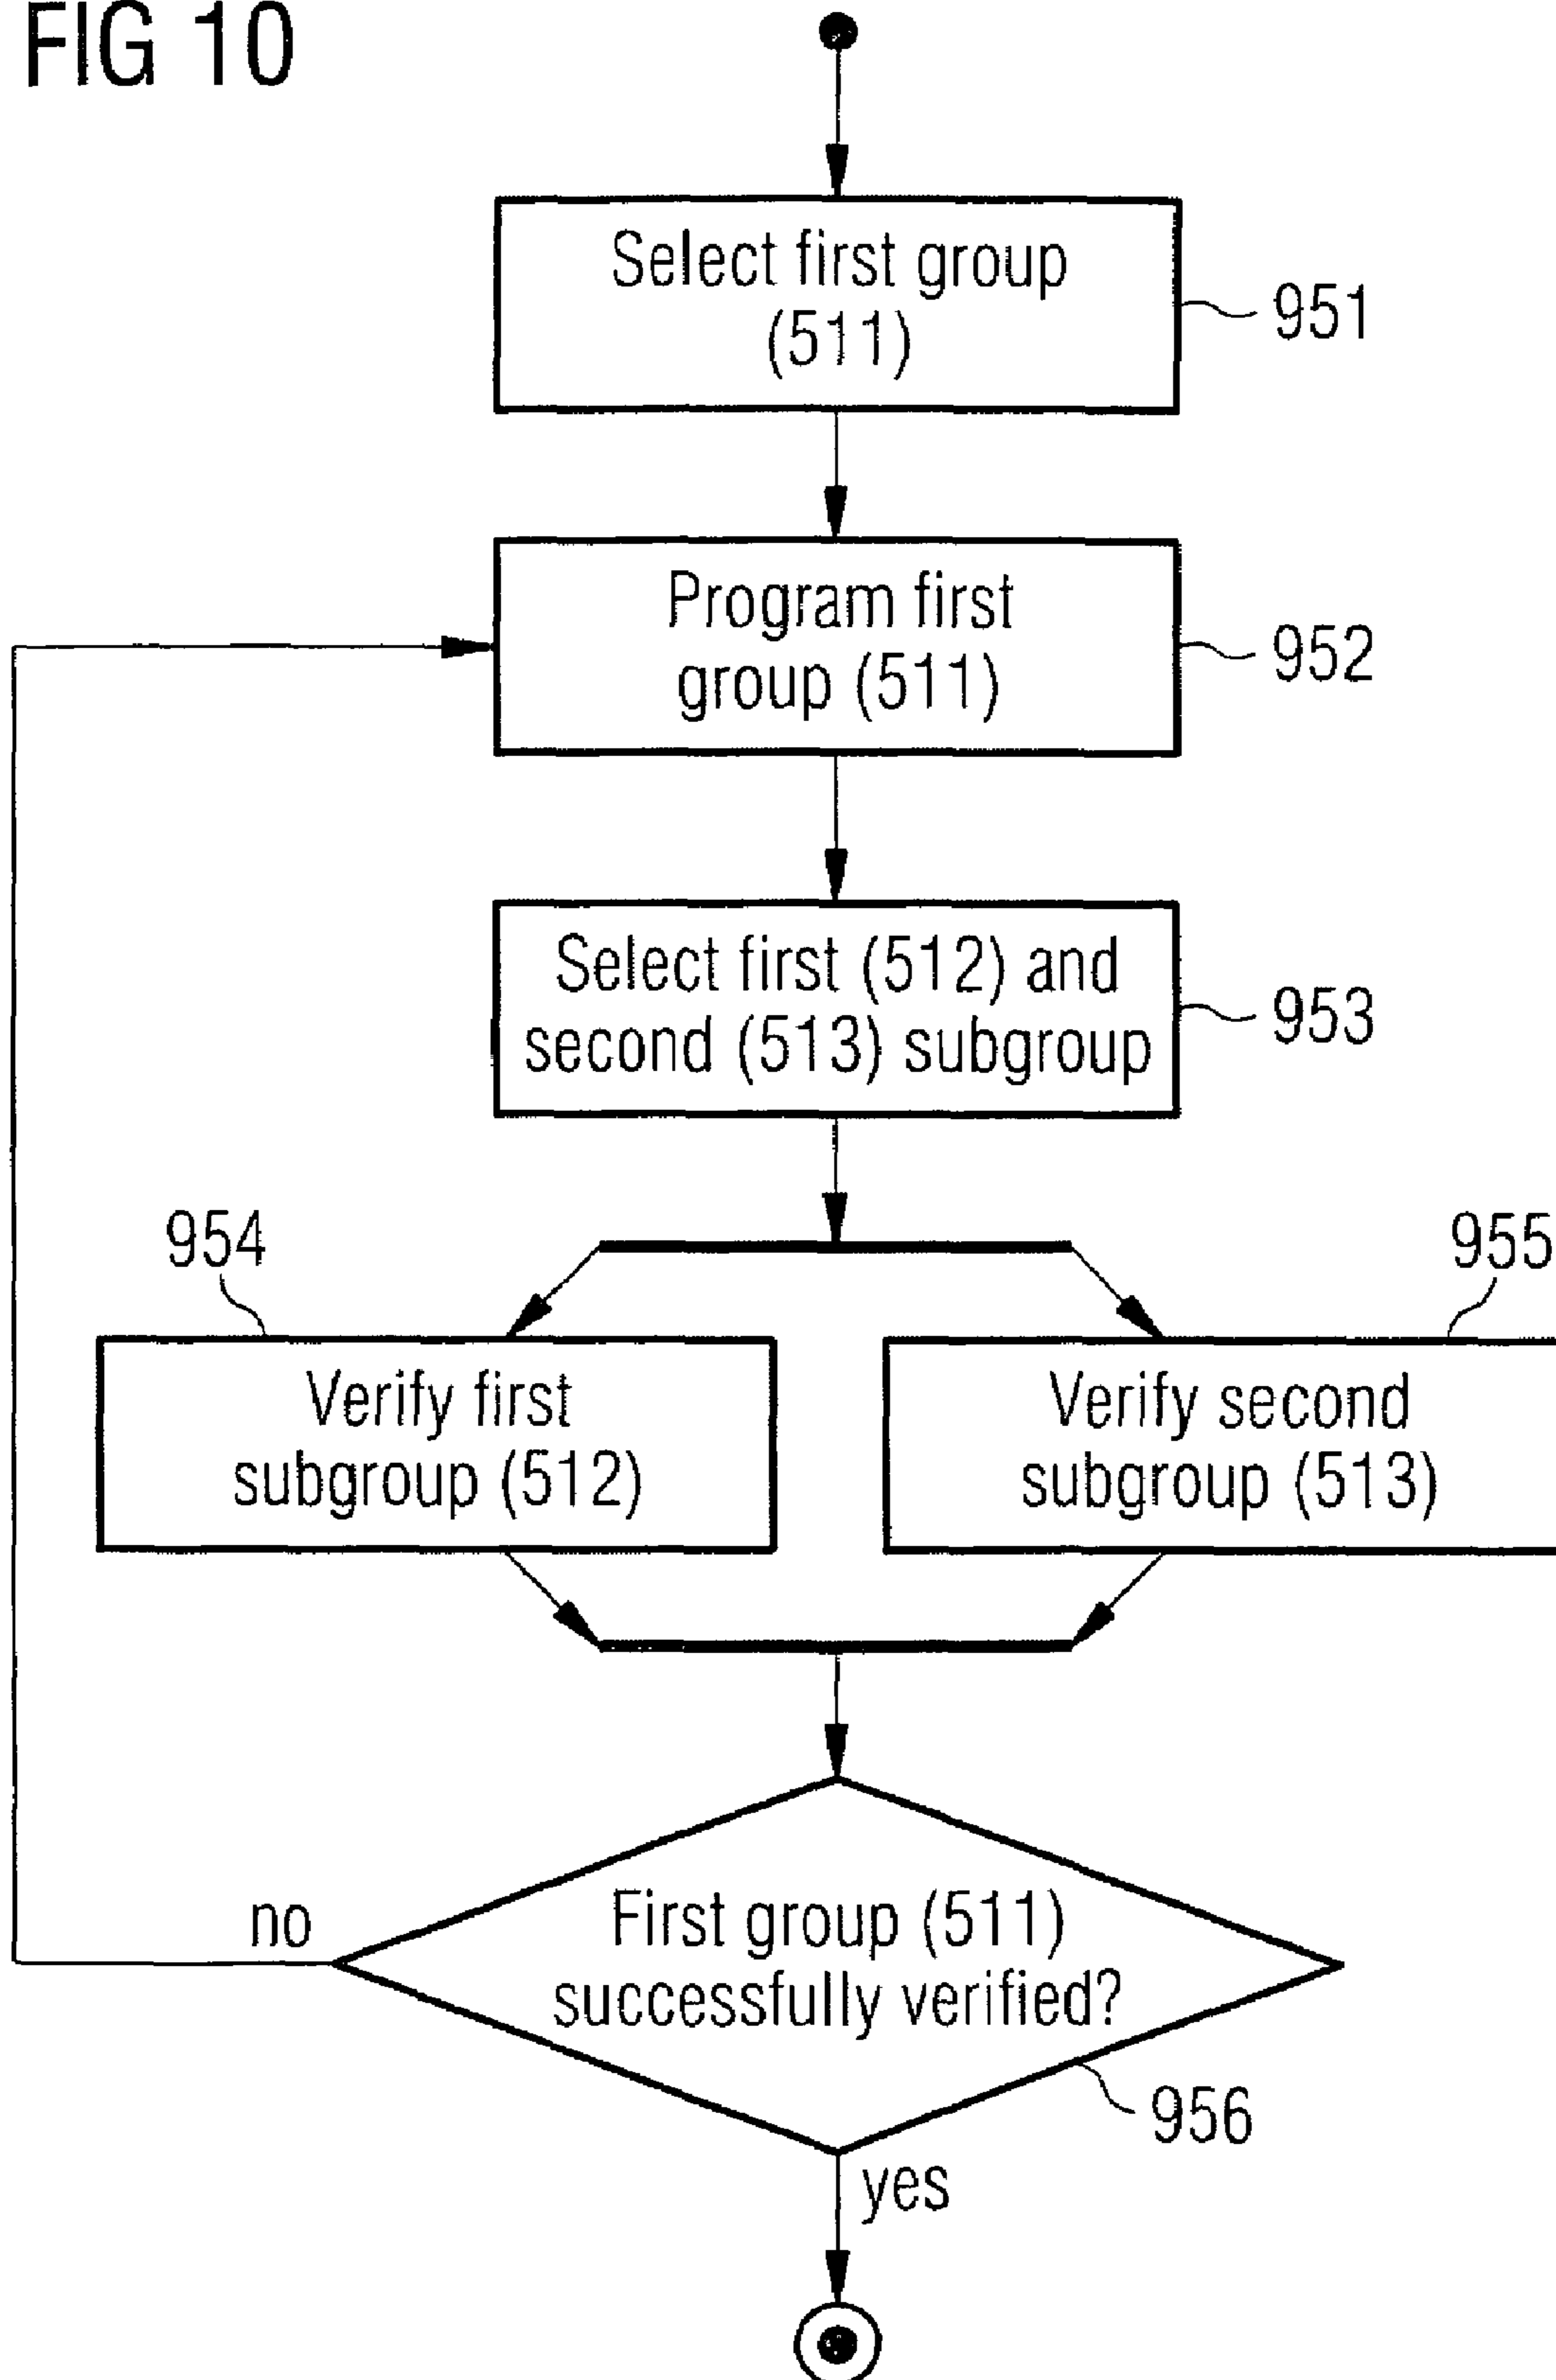 FIG 10
Select first group
(511)
951
Program first
group (511)
952
Select first (512) and
second (513) subgroup
953
954
955
Verify first
subgroup (512)
Verify second
subgroup (513)
no
First group (511)
successfully verified?
956
yes